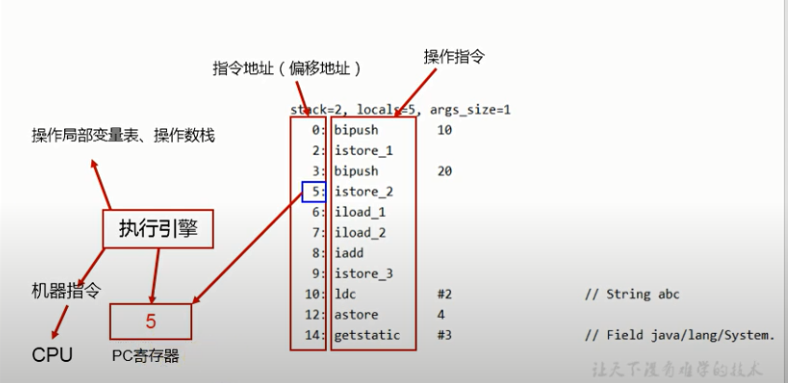 操作指令
指令地址（偏移地址）
stack=2, locals=5, args_size=1
操作局部变量表、操作数栈
0: bipush 10
2: istore_1
3: bipush 20
5: istore_2
6: iload_1
7: iload_2
8: iadd
9: istore_3
10: ldc #2 // String abc
12: astore 4
14: getstatic #3 // Field java/lang/System.
执行引擎
机器指令
5
CPU
PC寄存器
让天下没有难学的技术